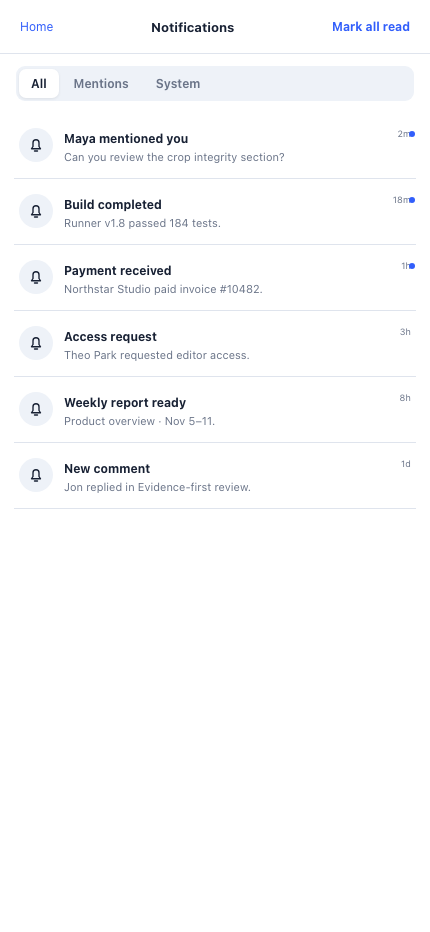 Home
Notifications
Mark all read
All
Mentions
System
Maya mentioned you
2m
Can you review the crop integrity section?
Build completed
18m
Runner v1.8 passed 184 tests.
Payment received
1h
Northstar Studio paid invoice #10482.
Access request
3h
Theo Park requested editor access.
Weekly report ready
8h
Product overview · Nov 5–11.
New comment
1d
Jon replied in Evidence-first review.